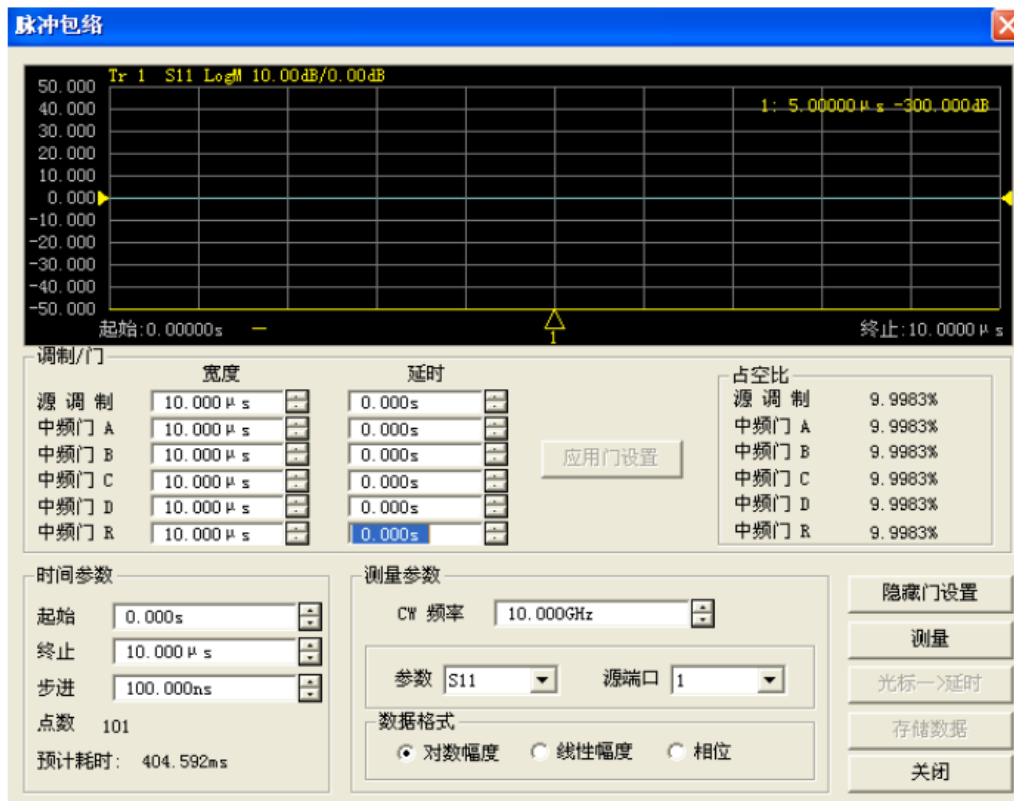 脉冲包络
Tr 1 S11 LogM 10.00dB/0.00dB
50.000
1: 5.00000μs -300.000dB
40.000
30.000
20.000
10.000
0.000
-10.000
-20.000
-30.000
-40.000
-50.000
1
起始:0.00000s 终止:10.0000μs
调制/门
宽度 延时 占空比
源 调 制 10.000μs 0.000s 源 调 制 9.9983%
中频门 A 10.000μs 0.000s 中频门 A 9.9983%
中频门 B 10.000μs 0.000s 应用门设置 中频门 B 9.9983%
中频门 C 10.000μs 0.000s 中频门 C 9.9983%
中频门 D 10.000μs 0.000s 中频门 D 9.9983%
中频门 R 10.000μs 0.000s 中频门 R 9.9983%
时间参数
起始 0.000s
终止 10.000μs
步进 100.000ns
点数 101
预计耗时: 404.592ms
测量参数
CW 频率 10.000GHz
参数 S11 源端口 1
数据格式
对数幅度 线性幅度 相位
隐藏门设置
测量
光标—>延时
存储数据
关闭